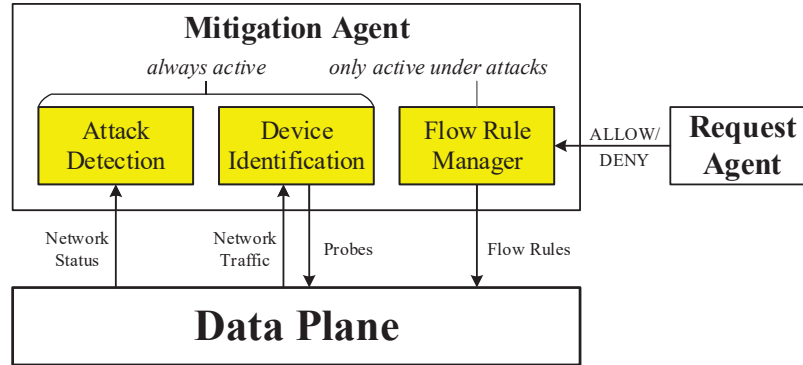 Mitigation Agent
always active
only active under attacks
Attack
Detection
Device
Identification
Flow Rule
Manager
ALLOW/
DENY
Request
Agent
Network
Status
Network
Traffic
Probes
Flow Rules
Data Plane